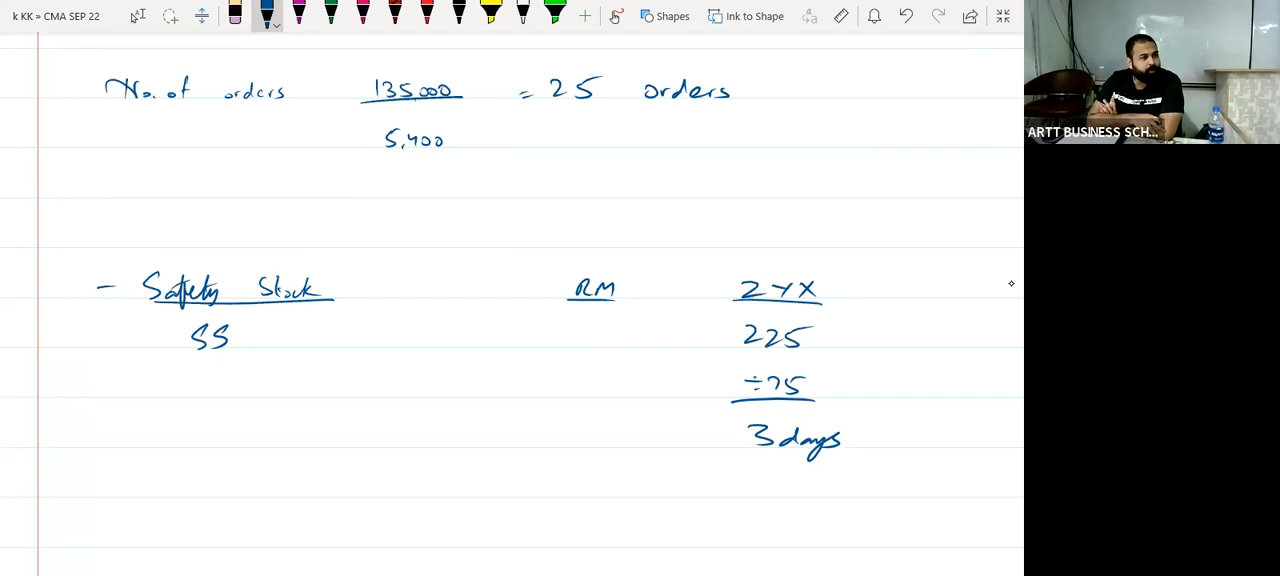 k KK » CMA SEP 22
Shapes
Ink to Shape
No. of orders 135,000 = 25 orders
5,400
ARTT BUSINESS SCH...
- Safety Stock RM ZYX
SS 225
÷75
3 days